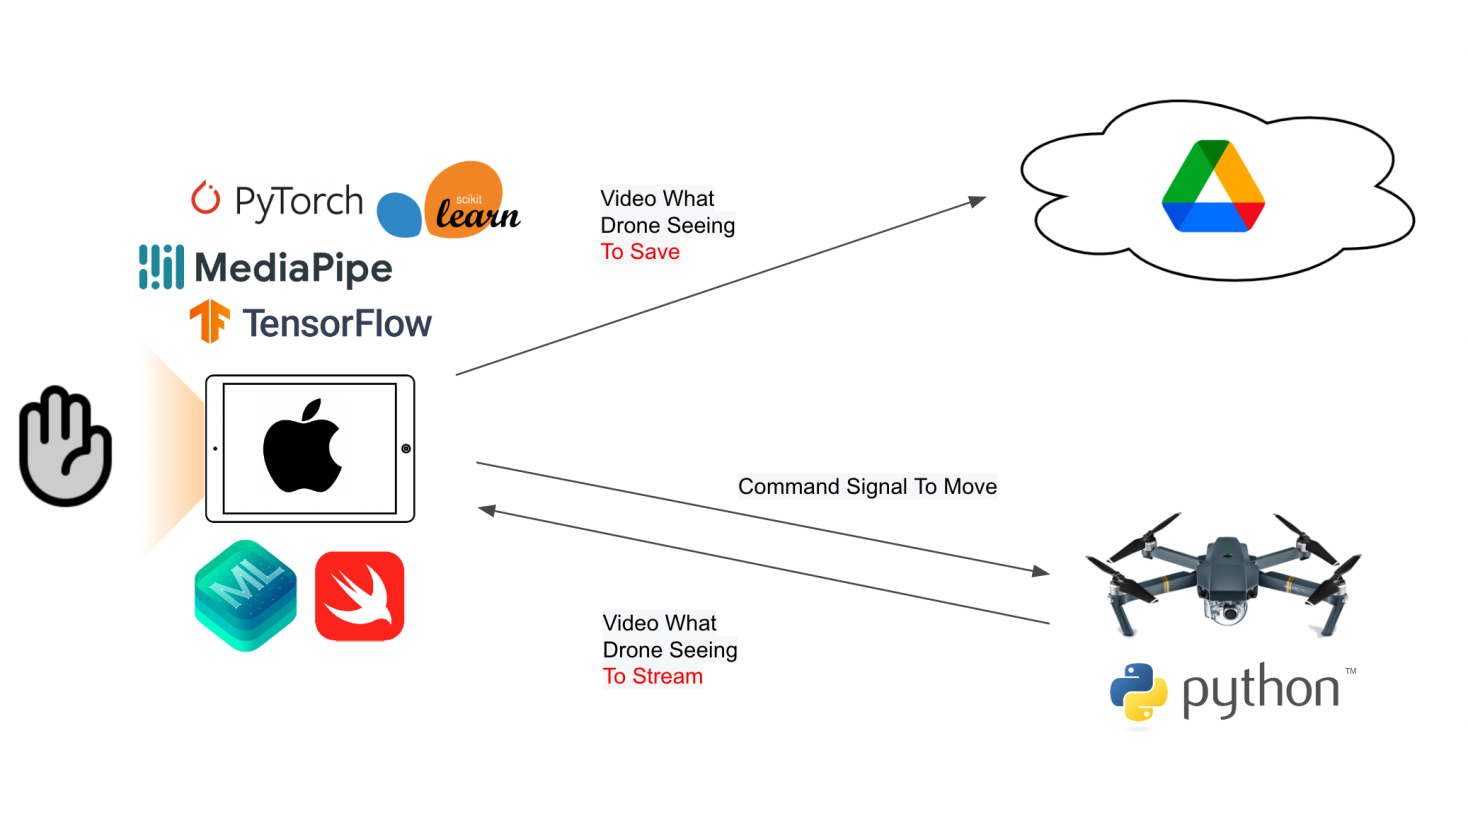 PyTorch
scikit
learn
MediaPipe
TensorFlow
Video What
Drone Seeing
To Save
Command Signal To Move
ML
Video What
Drone Seeing
To Stream
python
TM